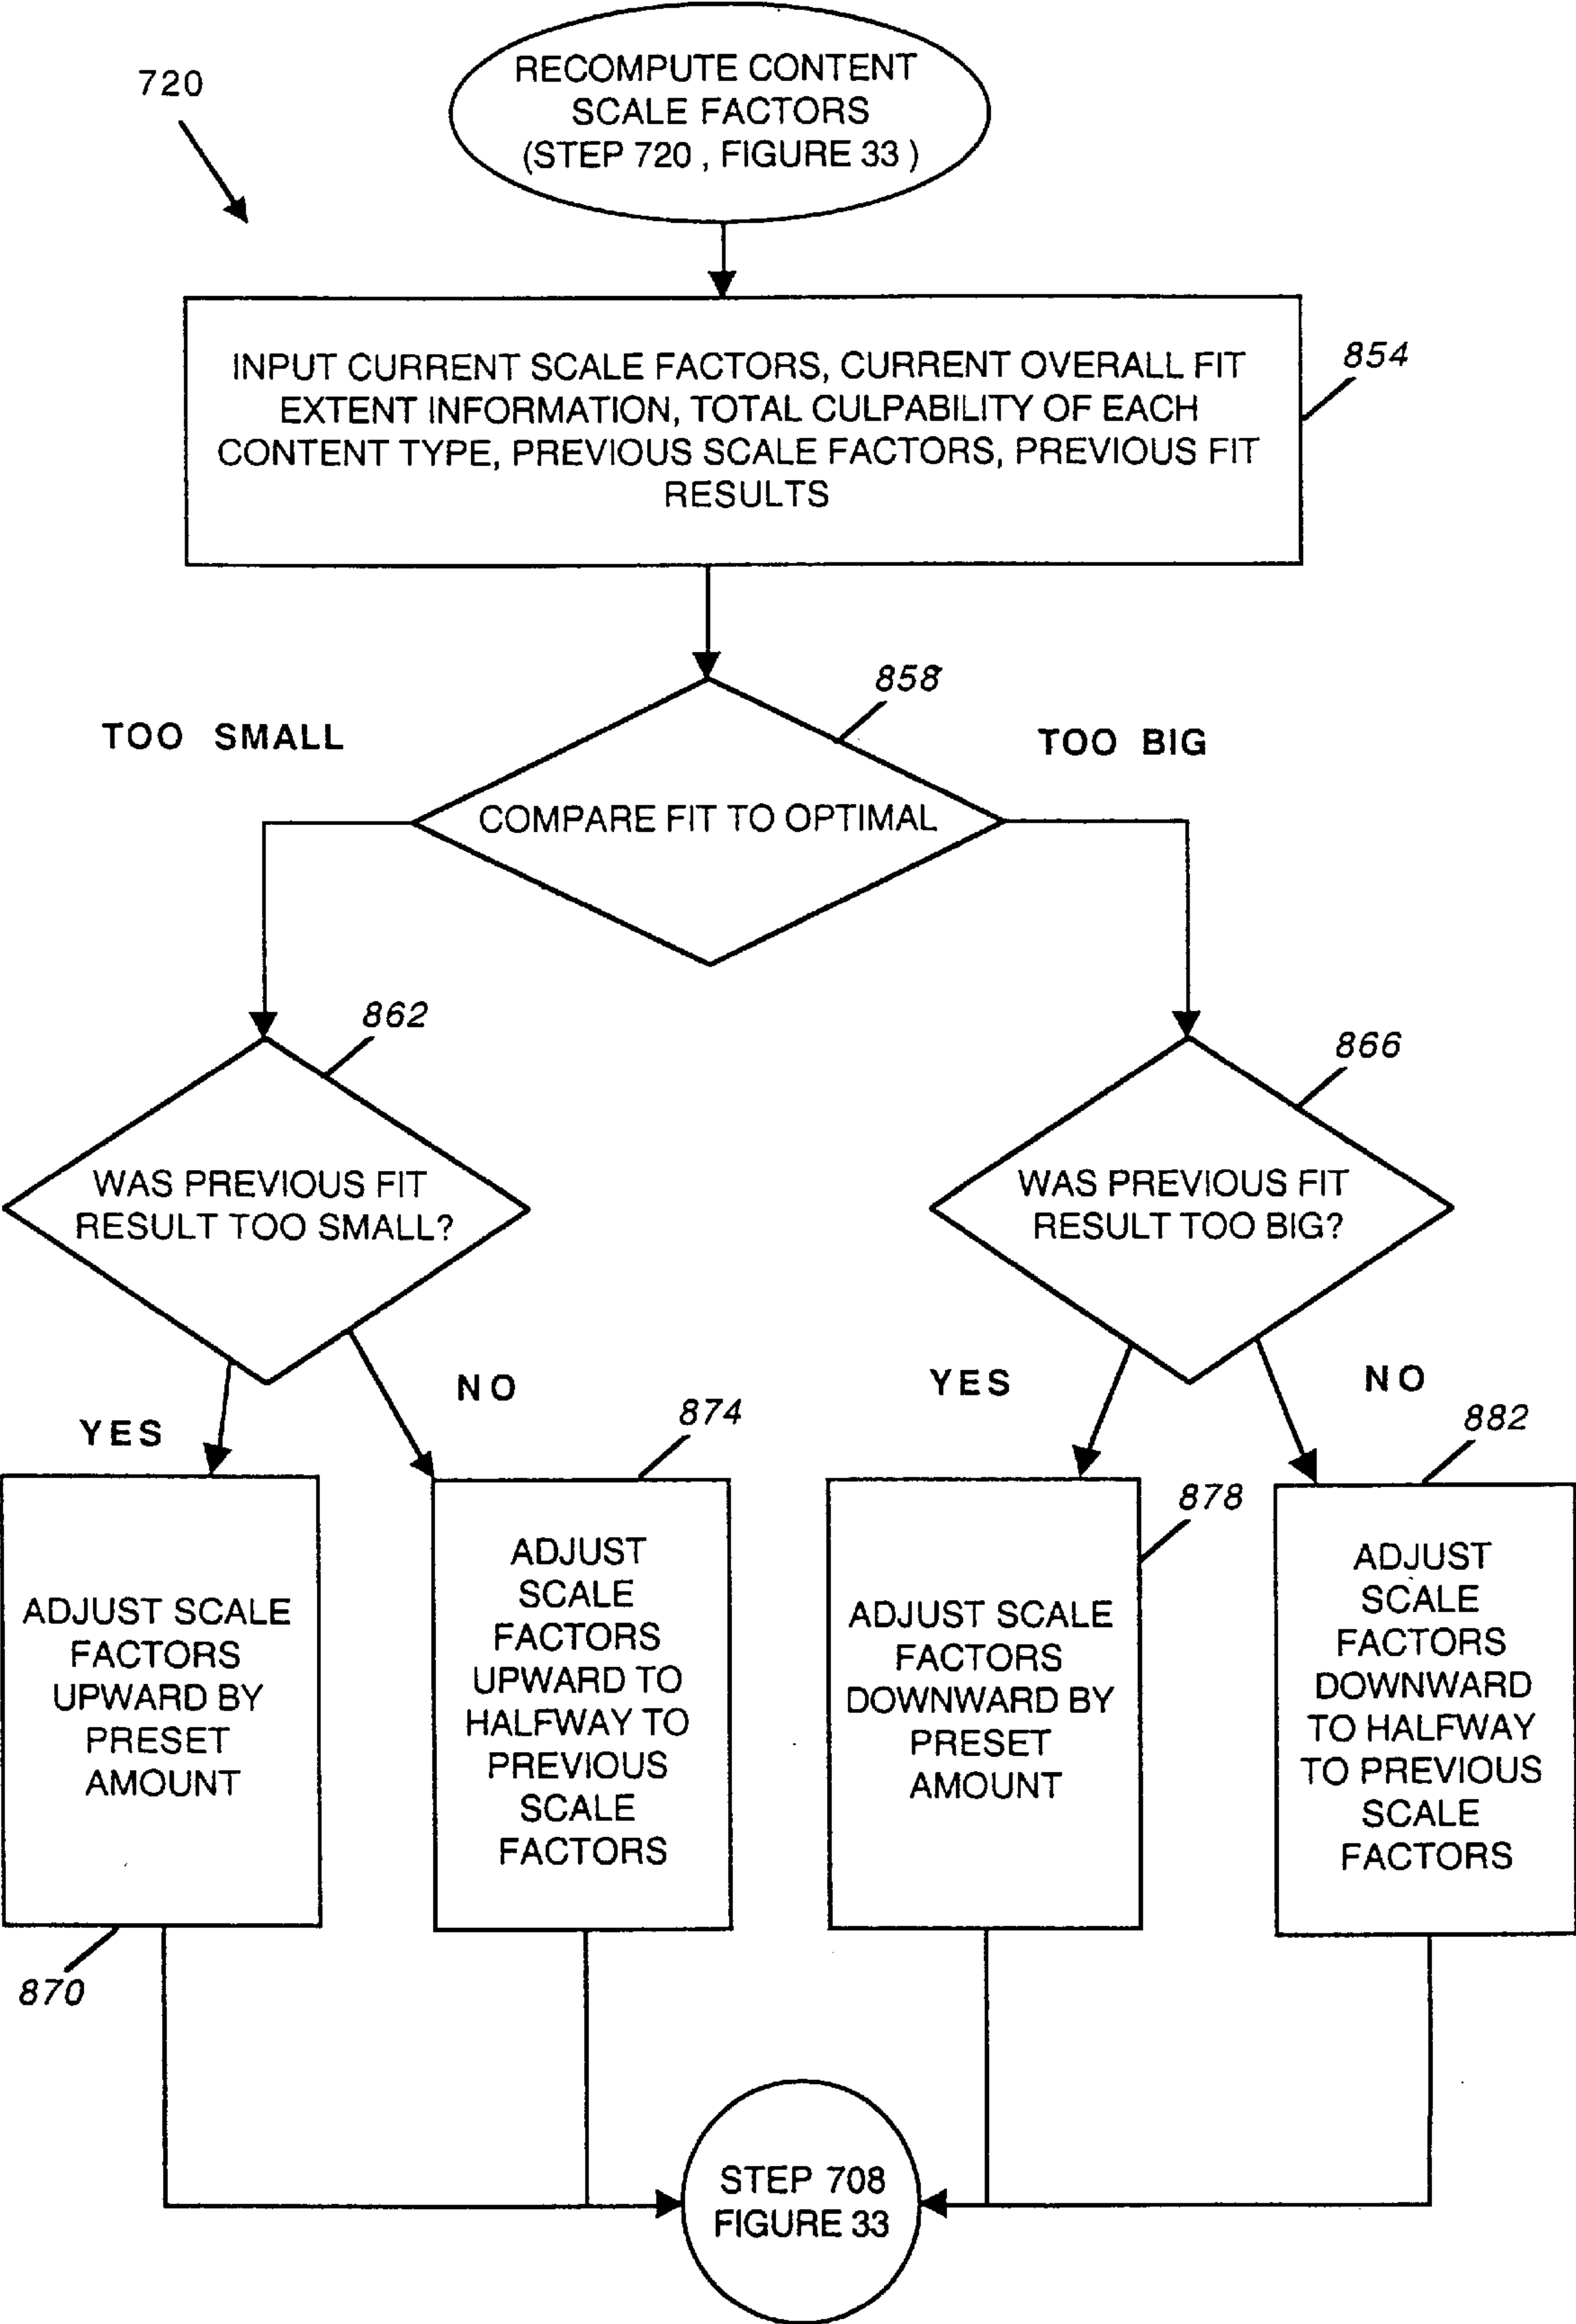 RECOMPUTE CONTENT
SCALE FACTORS
(STEP 720 , FIGURE 33 )
720
INPUT CURRENT SCALE FACTORS, CURRENT OVERALL FIT
EXTENT INFORMATION, TOTAL CULPABILITY OF EACH
CONTENT TYPE, PREVIOUS SCALE FACTORS, PREVIOUS FIT
RESULTS
854
858
TOO SMALL
TOO BIG
COMPARE FIT TO OPTIMAL
862
866
WAS PREVIOUS FIT
RESULT TOO SMALL?
WAS PREVIOUS FIT
RESULT TOO BIG?
YES
NO
YES
NO
874
878
882
ADJUST SCALE
FACTORS
UPWARD BY
PRESET
AMOUNT
ADJUST
SCALE
FACTORS
UPWARD TO
HALFWAY TO
PREVIOUS
SCALE
FACTORS
ADJUST SCALE
FACTORS
DOWNWARD BY
PRESET
AMOUNT
ADJUST
SCALE
FACTORS
DOWNWARD
TO HALFWAY
TO PREVIOUS
SCALE
FACTORS
870
STEP 708
FIGURE 33